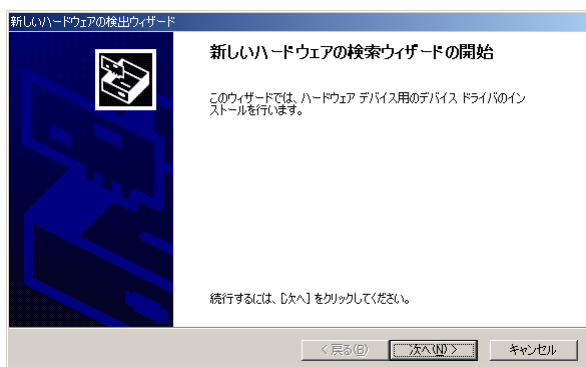 新しいハードウェアの検出ウィザード
新しいハードウェアの検索ウィザードの開始
このウィザードでは、ハードウェア デバイス用のデバイス ドライバのイン
ストールを行います。
続行するには、[次へ] をクリックしてください。
< 戻る(B) 次へ(N) > キャンセル